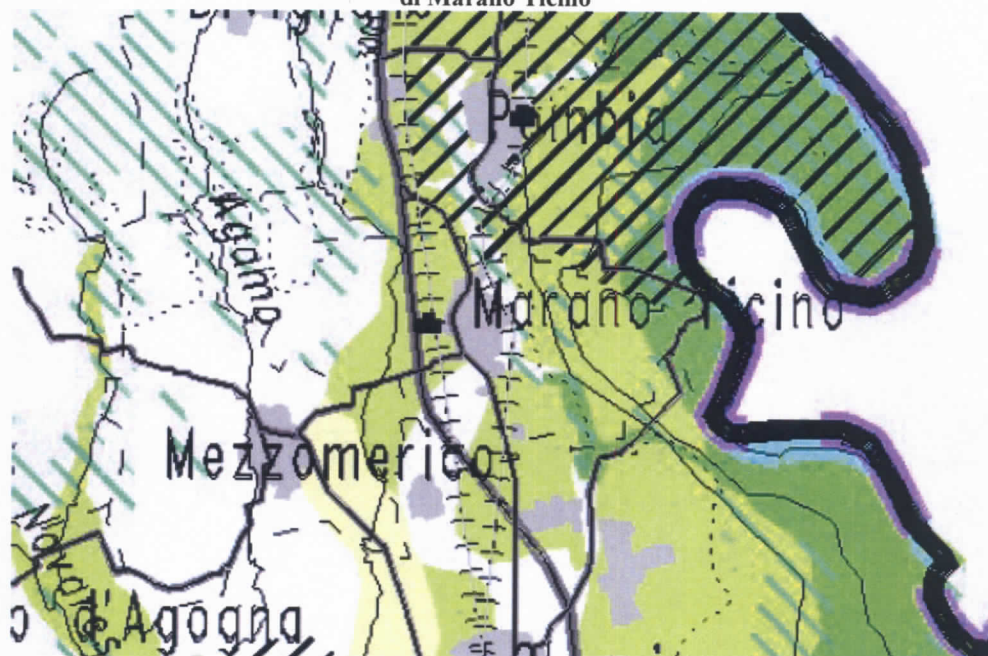 di Marano Ticino
Pombia
Agamo
Marano Ticino
Mezzomerico
d'Agogna